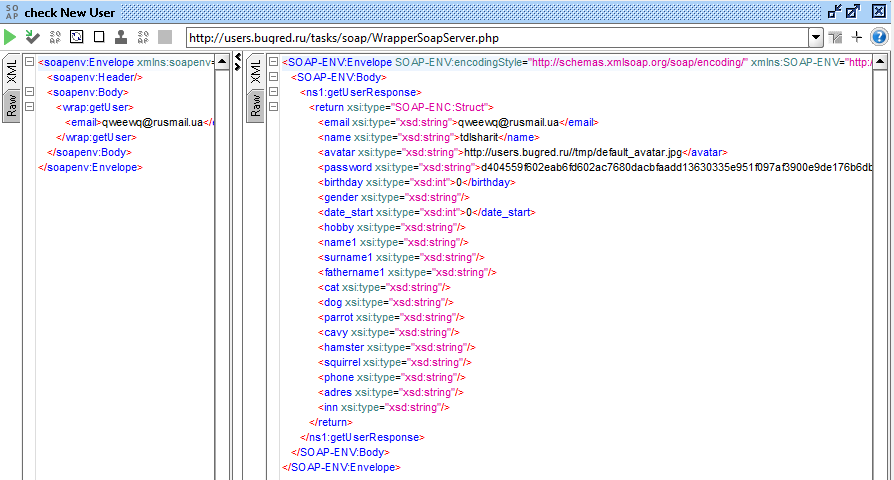 SO AP check New User
SO AP http://users.bugred.ru/tasks/soap/WrapperSoapServer.php
XML
Raw
<soapenv:Envelope xmlns:soapenv=
<soapenv:Header/>
<soapenv:Body>
<wrap:getUser>
<email>qweewq@rusmail.ua</e
</wrap:getUser>
</soapenv:Body>
</soapenv:Envelope>
XML
Raw
<SOAP-ENV:Envelope SOAP-ENV:encodingStyle="http://schemas.xmlsoap.org/soap/encoding/" xmlns:SOAP-ENV="http:/
<SOAP-ENV:Body>
<ns1:getUserResponse>
<return xsi:type="SOAP-ENC:Struct">
<email xsi:type="xsd:string">qweewq@rusmail.ua</email>
<name xsi:type="xsd:string">tdlsharit</name>
<avatar xsi:type="xsd:string">http://users.bugred.ru//tmp/default_avatar.jpg</avatar>
<password xsi:type="xsd:string">d404559f602eab6fd602ac7680dacbfaadd13630335e951f097af3900e9de176b6db
<birthday xsi:type="xsd:int">0</birthday>
<gender xsi:type="xsd:string"/>
<date_start xsi:type="xsd:int">0</date_start>
<hobby xsi:type="xsd:string"/>
<name1 xsi:type="xsd:string"/>
<surname1 xsi:type="xsd:string"/>
<fathername1 xsi:type="xsd:string"/>
<cat xsi:type="xsd:string"/>
<dog xsi:type="xsd:string"/>
<parrot xsi:type="xsd:string"/>
<cavy xsi:type="xsd:string"/>
<hamster xsi:type="xsd:string"/>
<squirrel xsi:type="xsd:string"/>
<phone xsi:type="xsd:string"/>
<adres xsi:type="xsd:string"/>
<inn xsi:type="xsd:string"/>
</return>
</ns1:getUserResponse>
</SOAP-ENV:Body>
</SOAP-ENV:Envelope>